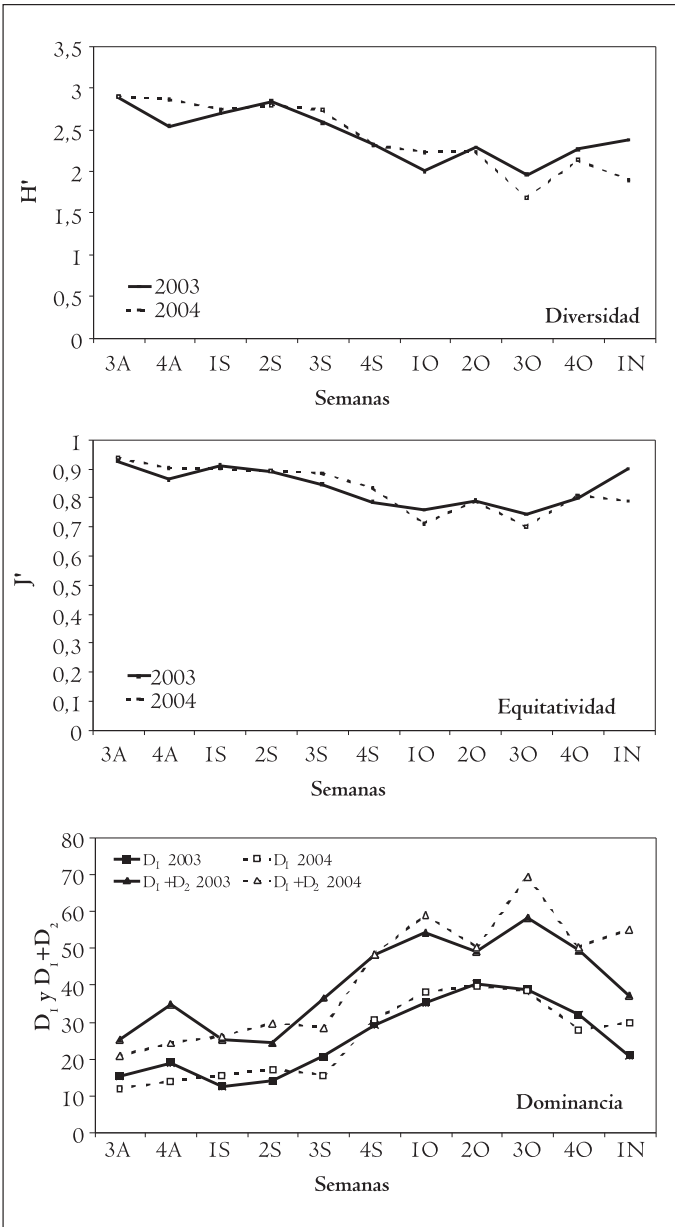 3,5
3
2,5
2
1,5
1
0,5
0
H'
2003
2004
Diversidad
3A 4A 1S 2S 3S 4S 1O 2O 3O 4O 1N
Semanas
1
0,9
0,8
0,7
0,6
0,5
0,4
0,3
0,2
0,1
0
J'
2003
2004
Equitatividad
3A 4A 1S 2S 3S 4S 1O 2O 3O 4O 1N
Semanas
80
70
60
50
40
30
20
10
0
D1 y D1+D2
D1 2003 D1 2004
D1+D2 2003 D1+D2 2004
Dominancia
3A 4A 1S 2S 3S 4S 1O 2O 3O 4O 1N
Semanas